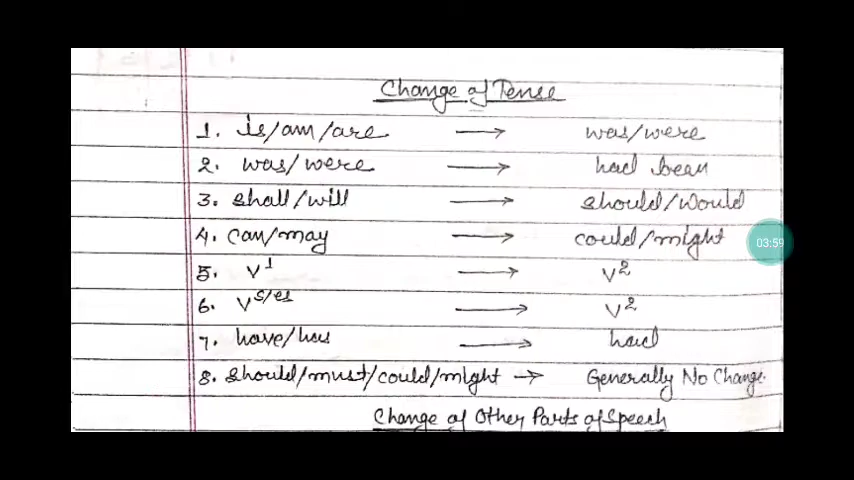 Change of Tense
1. is/am/are → was/were
2. was/were → had been
3. shall/will → should/would
4. can/may → could/might
03:59
5. V¹ → V²
6. V^s/es → V²
7. have/has → had
8. should/must/could/might → Generally No Change.
Change of Other Parts of Speech